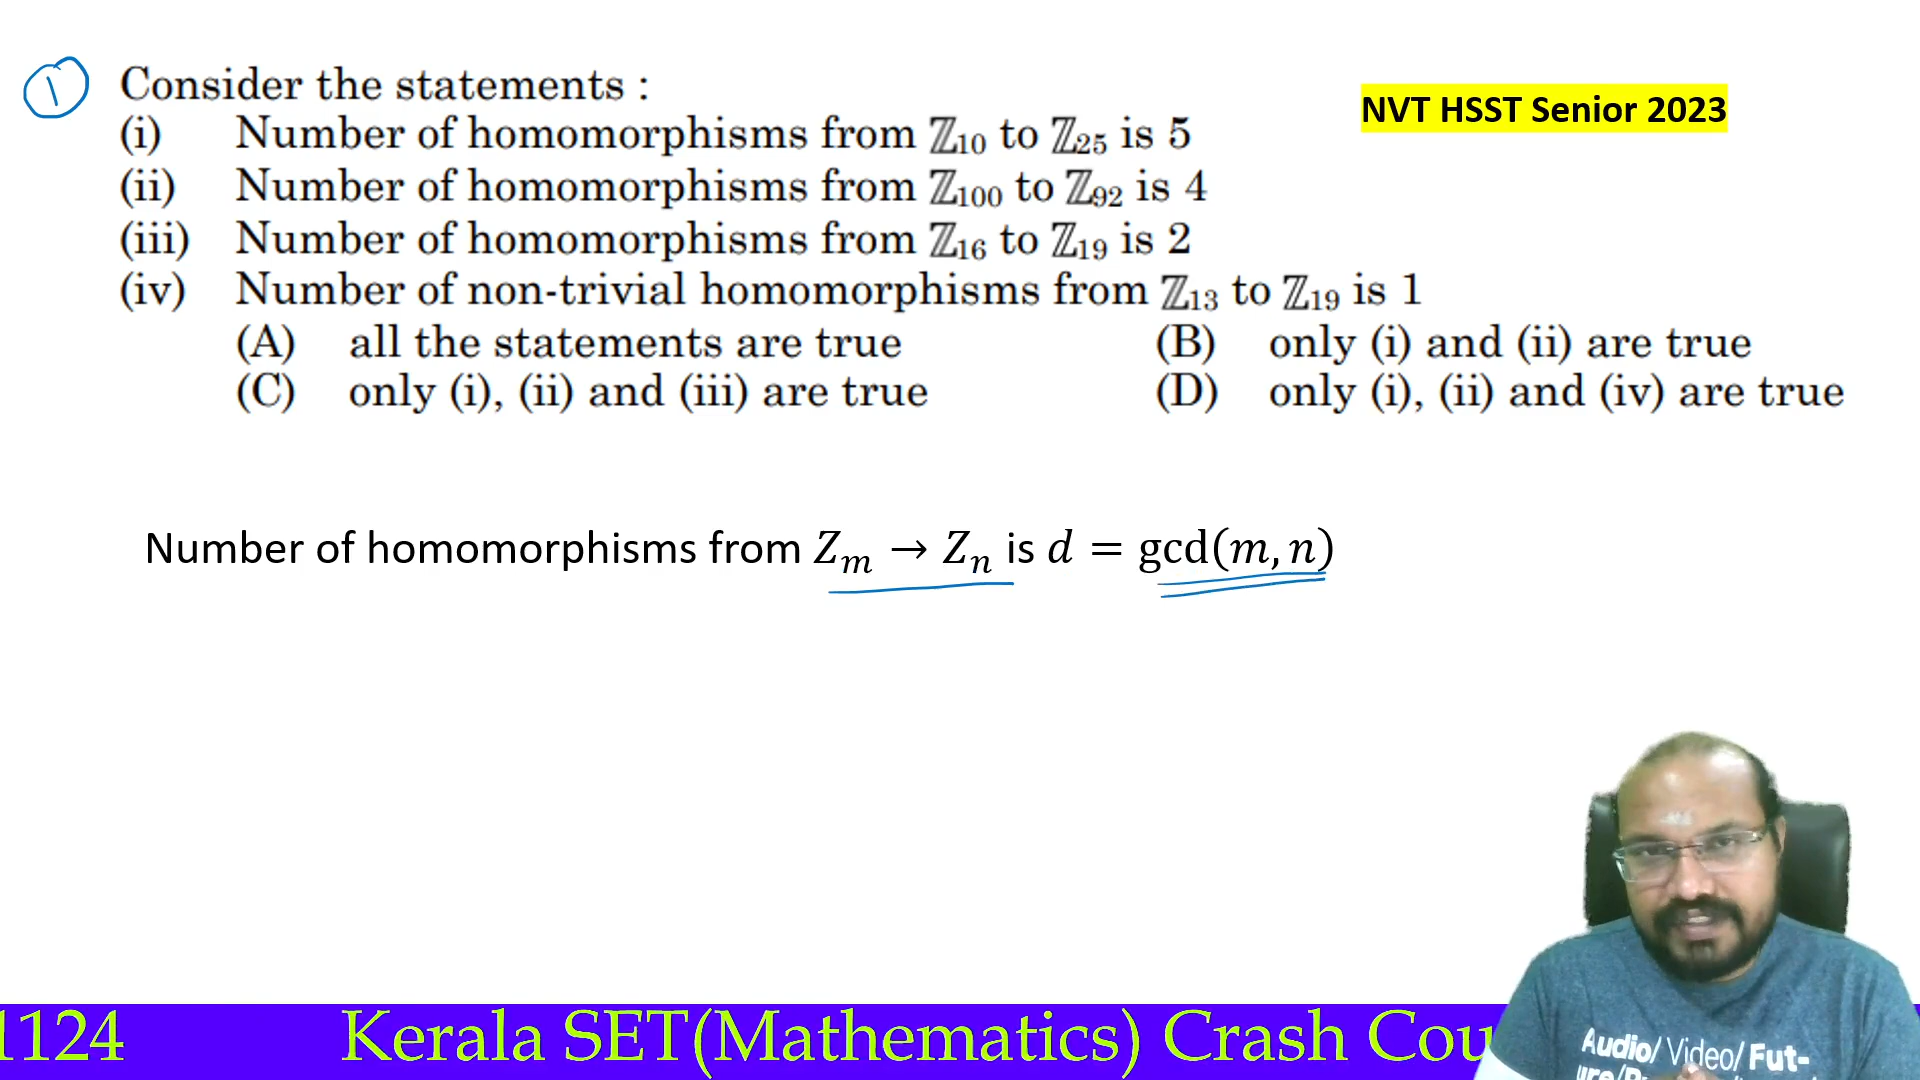 1
Consider the statements :
NVT HSST Senior 2023
(i) Number of homomorphisms from ℤ₁₀ to ℤ₂₅ is 5
(ii) Number of homomorphisms from ℤ₁₀₀ to ℤ₉₂ is 4
(iii) Number of homomorphisms from ℤ₁₆ to ℤ₁₉ is 2
(iv) Number of non-trivial homomorphisms from ℤ₁₃ to ℤ₁₉ is 1
(A) all the statements are true (B) only (i) and (ii) are true
(C) only (i), (ii) and (iii) are true (D) only (i), (ii) and (iv) are true
Number of homomorphisms from Zₘ → Zₙ is d = gcd(m, n)
1124 Kerala SET(Mathematics) Crash Cou
Audio/ Video/ Fut-